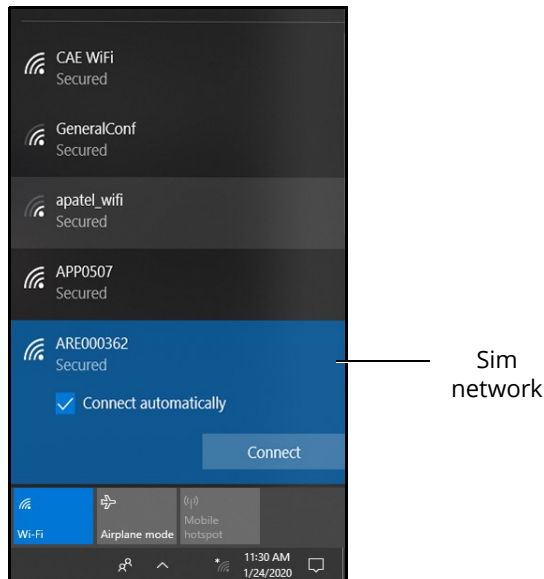 CAE WiFi
Secured
GeneralConf
Secured
apatel_wifi
Secured
APP0507
Secured
ARE000362
Secured
Connect automatically
Connect
Sim
network
Wi-Fi
Airplane mode
Mobile
hotspot
11:30 AM
1/24/2020